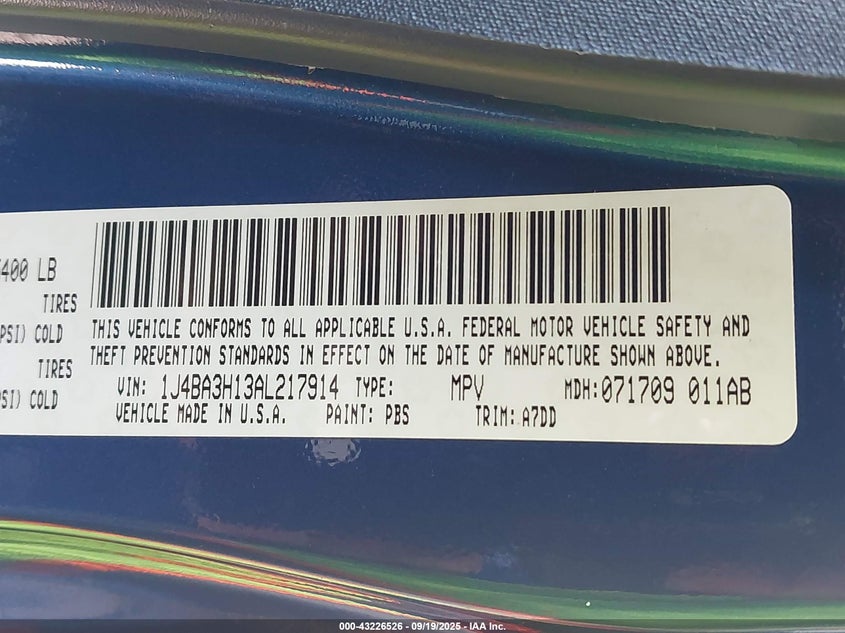 400 LB
TIRES
PSI) COLD
TIRES
PSI) COLD
THIS VEHICLE CONFORMS TO ALL APPLICABLE U.S.A. FEDERAL MOTOR VEHICLE SAFETY AND
THEFT PREVENTION STANDARDS IN EFFECT ON THE DATE OF MANUFACTURE SHOWN ABOVE.
VIN: 1J4BA3H13AL217914 TYPE: MPV MDH:071709 011AB
VEHICLE MADE IN U.S.A. PAINT: PBS TRIM: A7DD
000-43226526 - 09/19/2025 - IAA Inc.